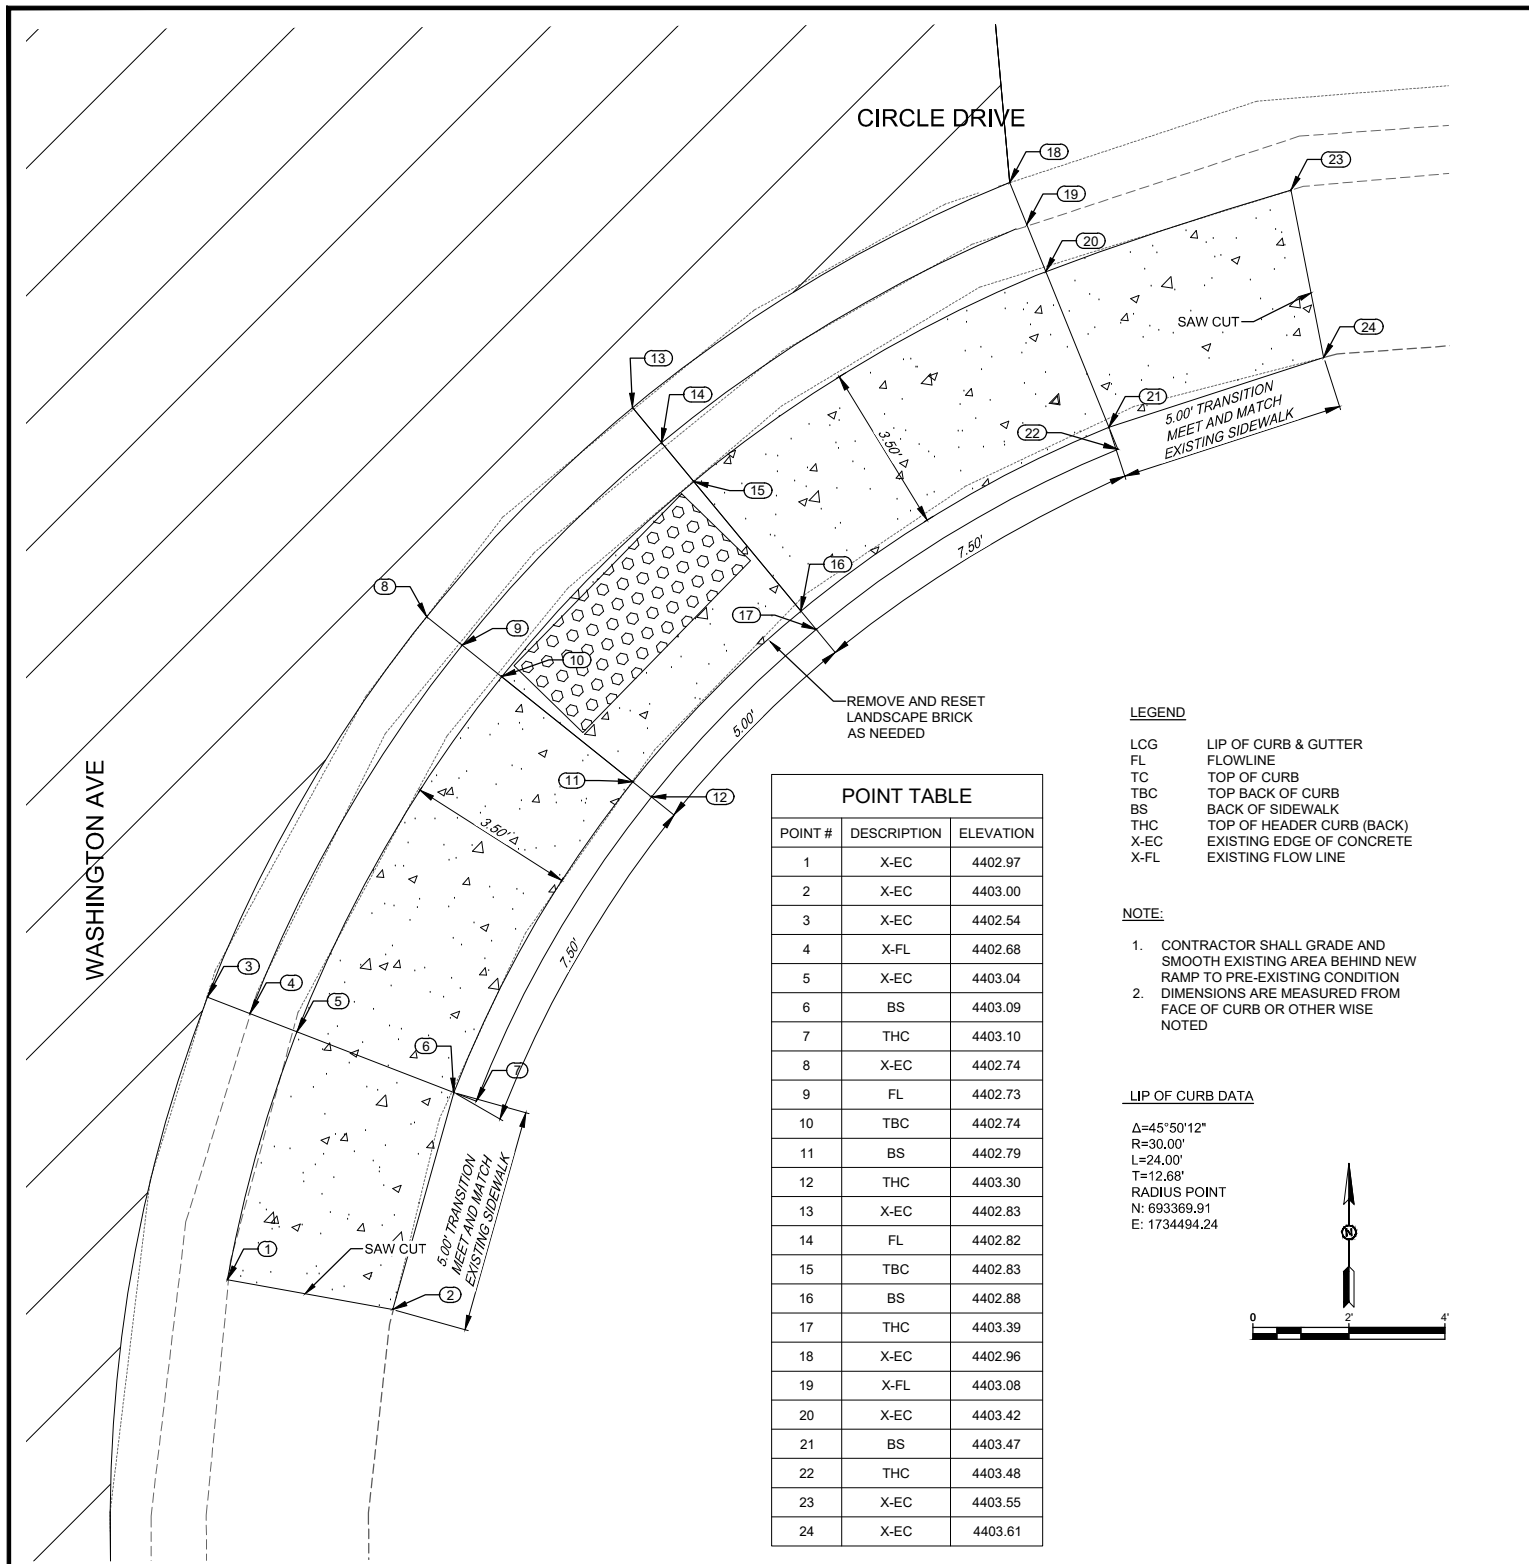 CIRCLE DRIVE
18
23
19
20
SAW CUT
24
13
14
21
5.00' TRANSITION
MEET AND MATCH
EXISTING SIDEWALK
22
3.50'
15
7.50'
16
8
17
9
10
REMOVE AND RESET
LANDSCAPE BRICK
AS NEEDED
5.00'
11
12
3.50'
WASHINGTON AVE
7.50'
3
4
5
6
7
5.00' TRANSITION
MEET AND MATCH
EXISTING SIDEWALK
1
SAW CUT
2
POINT TABLE
POINT # DESCRIPTION ELEVATION
1 X-EC 4402.97
2 X-EC 4403.00
3 X-EC 4402.54
4 X-FL 4402.68
5 X-EC 4403.04
6 BS 4403.09
7 THC 4403.10
8 X-EC 4402.74
9 FL 4402.73
10 TBC 4402.74
11 BS 4402.79
12 THC 4403.30
13 X-EC 4402.83
14 FL 4402.82
15 TBC 4402.83
16 BS 4402.88
17 THC 4403.39
18 X-EC 4402.96
19 X-FL 4403.08
20 X-EC 4403.42
21 BS 4403.47
22 THC 4403.48
23 X-EC 4403.55
24 X-EC 4403.61
LEGEND
LCG LIP OF CURB & GUTTER
FL FLOWLINE
TC TOP OF CURB
TBC TOP BACK OF CURB
BS BACK OF SIDEWALK
THC TOP OF HEADER CURB (BACK)
X-EC EXISTING EDGE OF CONCRETE
X-FL EXISTING FLOW LINE
NOTE:
1. CONTRACTOR SHALL GRADE AND
SMOOTH EXISTING AREA BEHIND NEW
RAMP TO PRE-EXISTING CONDITION
2. DIMENSIONS ARE MEASURED FROM
FACE OF CURB OR OTHER WISE
NOTED
LIP OF CURB DATA
Δ=45°50'12"
R=30.00'
L=24.00'
T=12.68'
RADIUS POINT
N: 693369.91
E: 1734494.24
N
0 2' 4'